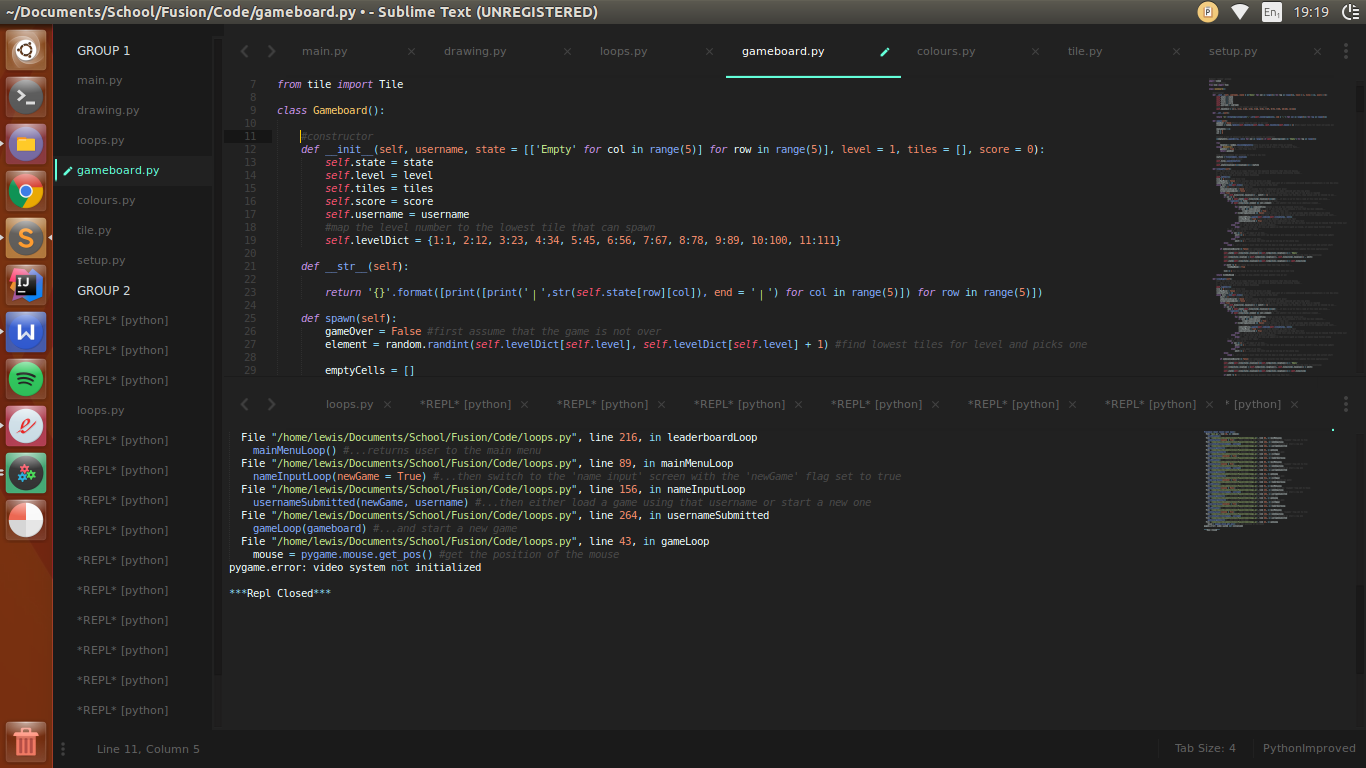 ~/Documents/School/Fusion/Code/gameboard.py • - Sublime Text (UNREGISTERED)
En1
19:19
GROUP 1
main.py
drawing.py
loops.py
gameboard.py
colours.py
tile.py
setup.py
GROUP 2
*REPL* [python]
*REPL* [python]
*REPL* [python]
loops.py
*REPL* [python]
*REPL* [python]
*REPL* [python]
*REPL* [python]
*REPL* [python]
*REPL* [python]
*REPL* [python]
*REPL* [python]
*REPL* [python]
*REPL* [python]
main.py × drawing.py × loops.py × gameboard.py colours.py × tile.py × setup.py ×
7 from tile import Tile
8
9 class Gameboard():
10
11 #constructor
12 def __init__(self, username, state = [['Empty' for col in range(5)] for row in range(5)], level = 1, tiles = [], score = 0):
13 self.state = state
14 self.level = level
15 self.tiles = tiles
16 self.score = score
17 self.username = username
18 #map the level number to the lowest tile that can spawn
19 self.levelDict = {1:1, 2:12, 3:23, 4:34, 5:45, 6:56, 7:67, 8:78, 9:89, 10:100, 11:111}
20
21 def __str__(self):
22
23 return '{}'.format([print([print('|',str(self.state[row][col]), end = '|') for col in range(5)]) for row in range(5)])
24
25 def spawn(self):
26 gameOver = False #first assume that the game is not over
27 element = random.randint(self.levelDict[self.level], self.levelDict[self.level] + 1) #find lowest tiles for level and picks one
28
29 emptyCells = []
loops.py × *REPL* [python] × *REPL* [python] × *REPL* [python] × *REPL* [python] × *REPL* [python] × *REPL* [python] × * [python] ×
File "/home/lewis/Documents/School/Fusion/Code/loops.py", line 216, in leaderboardLoop
mainMenuLoop() #...returns user to the main menu
File "/home/lewis/Documents/School/Fusion/Code/loops.py", line 89, in mainMenuLoop
nameInputLoop(newGame = True) #...then switch to the 'name input' screen with the 'newGame' flag set to true
File "/home/lewis/Documents/School/Fusion/Code/loops.py", line 156, in nameInputLoop
usernameSubmitted(newGame, username) #...then either load a game using that username or start a new one
File "/home/lewis/Documents/School/Fusion/Code/loops.py", line 264, in usernameSubmitted
gameLoop(gameboard) #...and start a new game
File "/home/lewis/Documents/School/Fusion/Code/loops.py", line 43, in gameLoop
mouse = pygame.mouse.get_pos() #get the position of the mouse
pygame.error: video system not initialized
***Repl Closed***
Line 11, Column 5
Tab Size: 4
PythonImproved